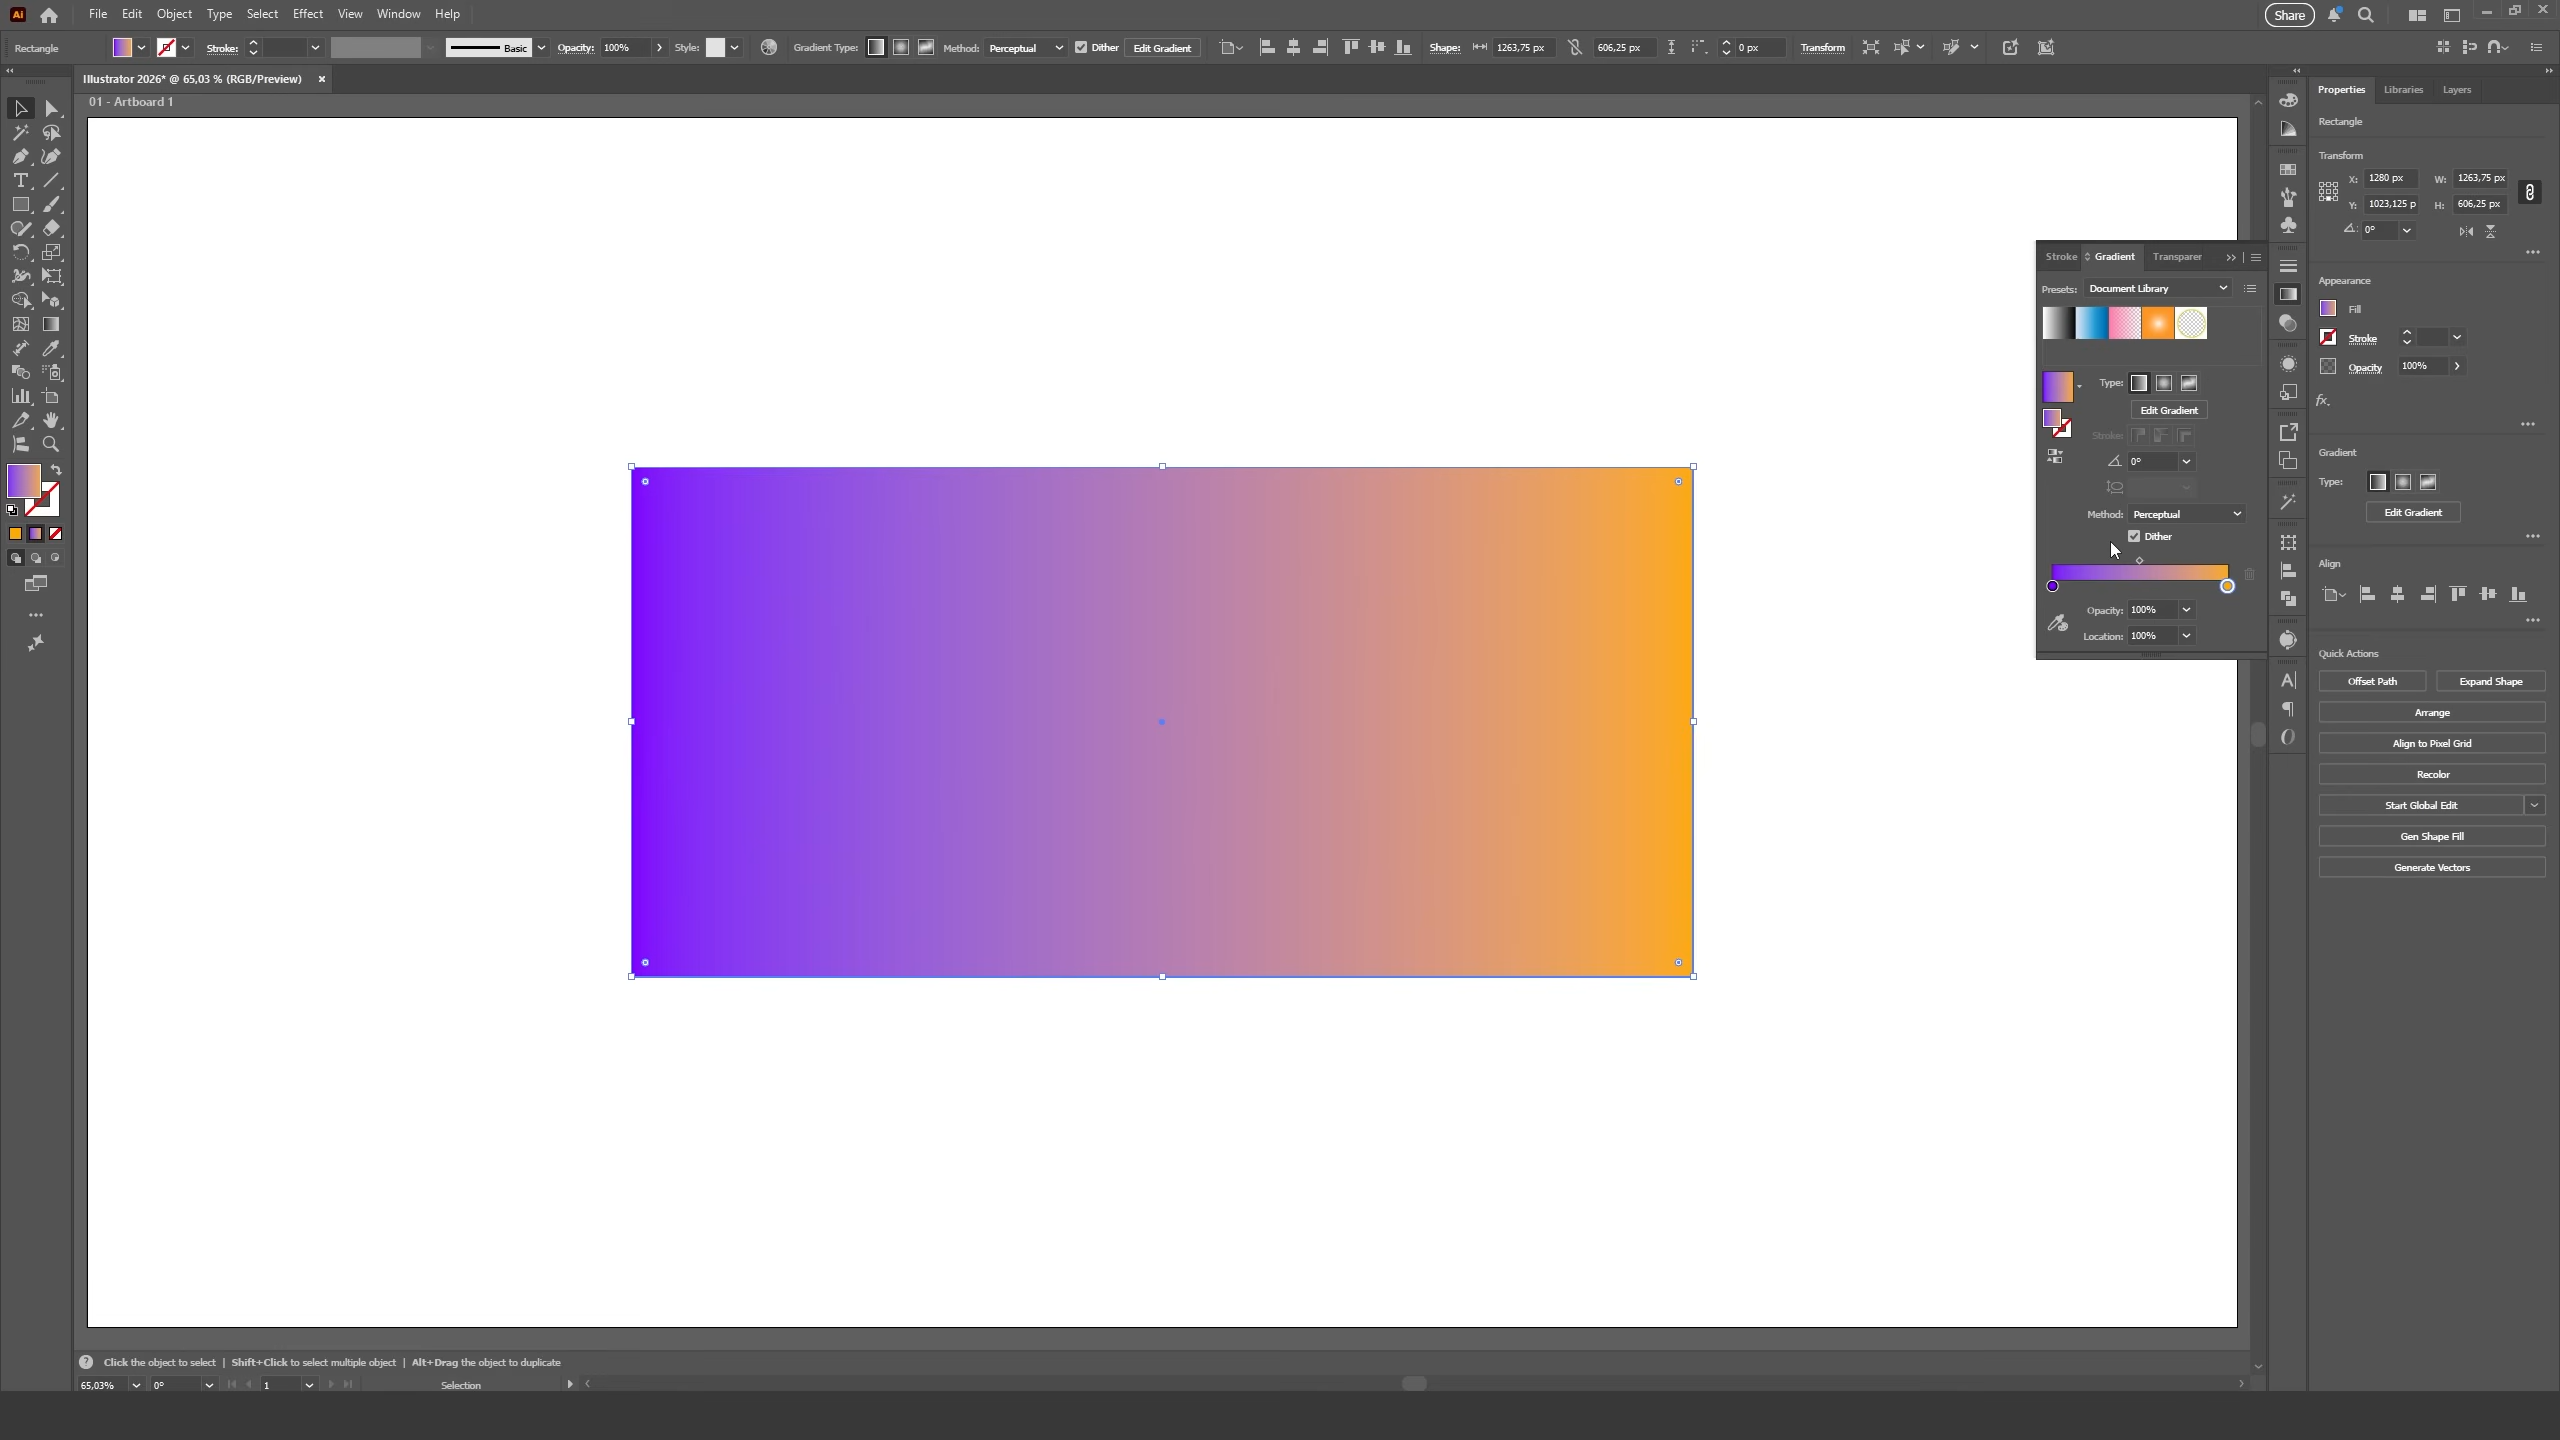 Ai File Edit Object Type Select Effect View Window Help Share
Rectangle Stroke: Basic Opacity: 100% Style: Gradient Type: Method: Perceptual Dither Edit Gradient Shape: 1263,75 px 606,25 px 0 px Transform
Illustrator 2026* @ 65,03 % (RGB/Preview) ×
01 - Artboard 1
Properties Libraries Layers
Rectangle
Transform
X: 1280 px W: 1263,75 px
Y: 1023,125 p H: 606,25 px
0°
Appearance
Fill
Stroke
Opacity 100%
fx.
Gradient
Type:
Edit Gradient
Align
Quick Actions
Offset Path Expand Shape
Arrange
Align to Pixel Grid
Recolor
Start Global Edit
Gen Shape Fill
Generate Vectors
Stroke Gradient Transparer
Presets: Document Library
Type:
Edit Gradient
Stroke:
0°
Method: Perceptual
Dither
Opacity: 100%
Location: 100%
Click the object to select | Shift+Click to select multiple object | Alt+Drag the object to duplicate
65,03% 0° 1 Selection